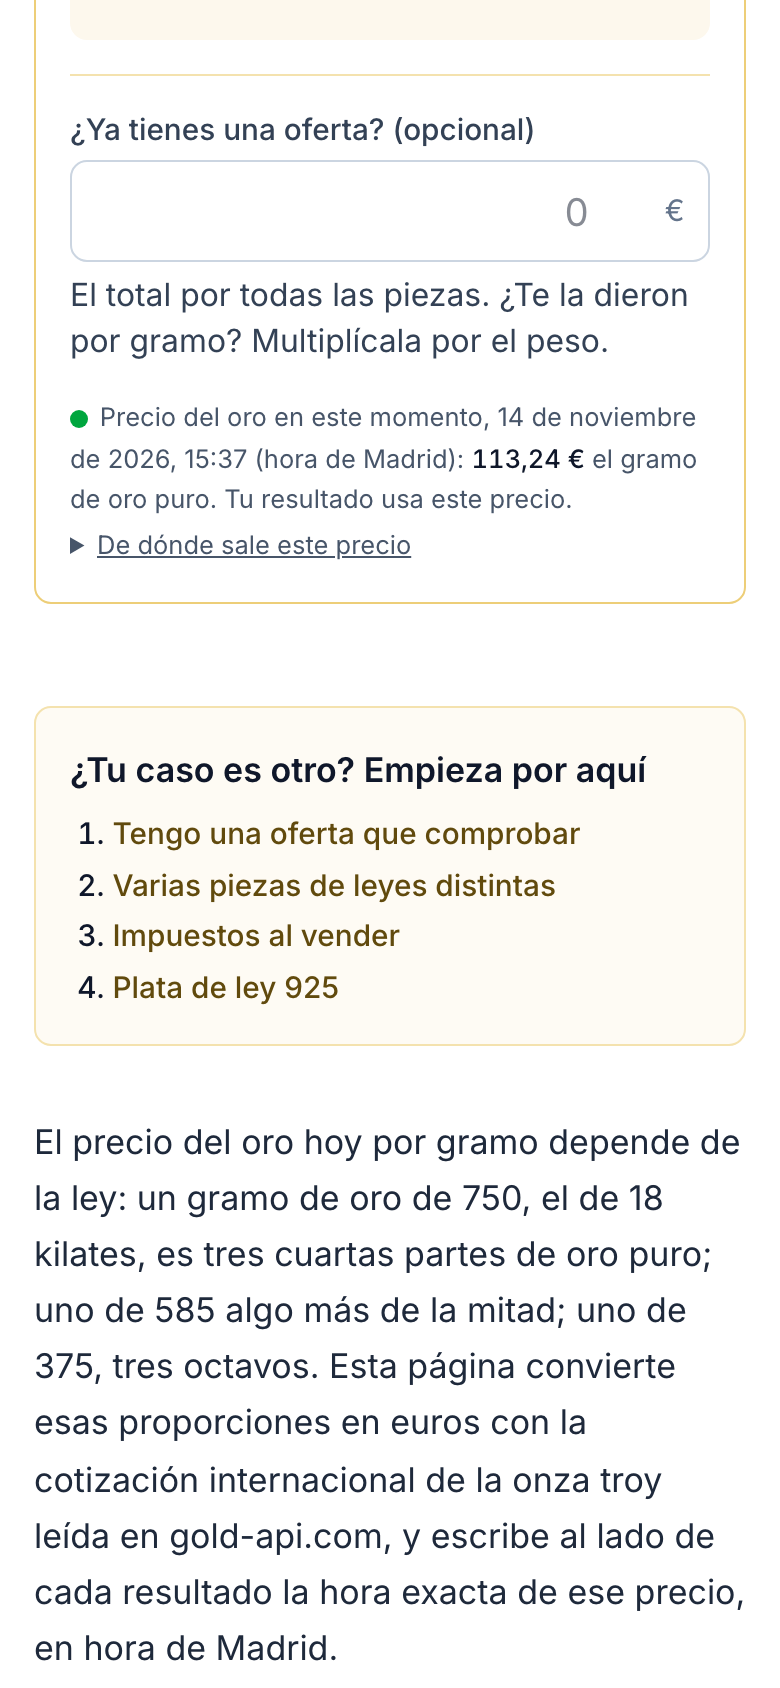 ¿Ya tienes una oferta? (opcional)
0 €
El total por todas las piezas. ¿Te la dieron
por gramo? Multiplícala por el peso.
Precio del oro en este momento, 14 de noviembre
de 2026, 15:37 (hora de Madrid): 113,24 € el gramo
de oro puro. Tu resultado usa este precio.
De dónde sale este precio
¿Tu caso es otro? Empieza por aquí
1. Tengo una oferta que comprobar
2. Varias piezas de leyes distintas
3. Impuestos al vender
4. Plata de ley 925
El precio del oro hoy por gramo depende de
la ley: un gramo de oro de 750, el de 18
kilates, es tres cuartas partes de oro puro;
uno de 585 algo más de la mitad; uno de
375, tres octavos. Esta página convierte
esas proporciones en euros con la
cotización internacional de la onza troy
leída en gold-api.com, y escribe al lado de
cada resultado la hora exacta de ese precio,
en hora de Madrid.